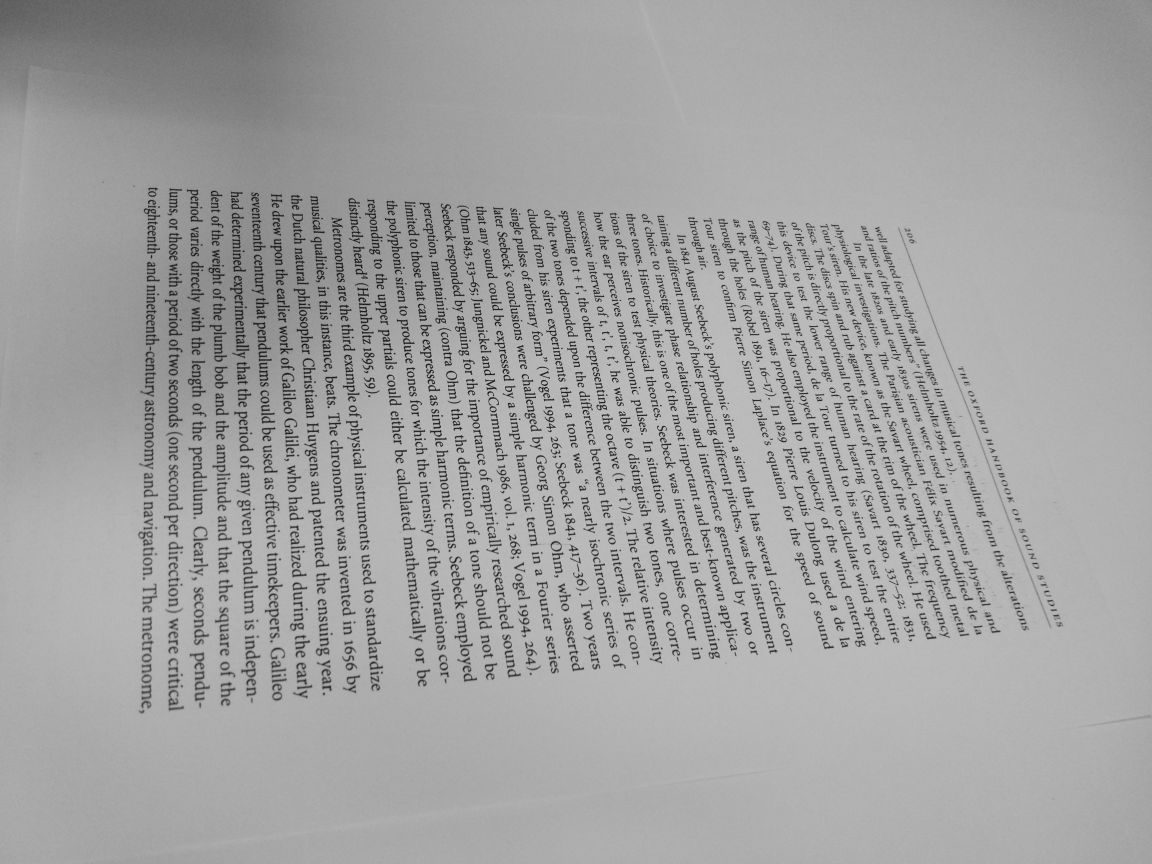 206 THE OXFORD HANDBOOK OF SOUND STUDIES
well adapted for studying all changes in musical tones resulting from the alterations
and ratios of the pitch numbers" (Helmholtz 1954, 12).
In the late 1820s and early 1830s sirens were used in numerous physical and
physiological investigations. The Parisian acoustician Félix Savart modified de la
Tour's siren. His new device, known as the Savart wheel, comprised toothed metal
discs. The discs spin and rub against a card at the rim of the wheel. The frequency
of the pitch is directly proportional to the rate of the rotation of the wheel. He used
this device to test the lower range of human hearing (Savart 1830, 337–52; 1831,
69–74). During that same period, de la Tour turned to his siren to test the entire
range of human hearing. He also employed the instrument to calculate wind speed,
as the pitch of the siren was proportional to the velocity of the wind entering
through the holes (Robel 1891, 16–17). In 1829 Pierre Louis Dulong used a de la
Tour siren to confirm Pierre Simon Laplace's equation for the speed of sound
through air.
In 1841 August Seebeck's polyphonic siren, a siren that has several circles con-
taining a different number of holes producing different pitches, was the instrument
of choice to investigate phase relationship and interference generated by two or
three tones. Historically, this is one of the most important and best-known applica-
tions of the siren to test physical theories. Seebeck was interested in determining
how the ear perceives nonisochronic pulses. In situations where pulses occur in
successive intervals of t, t', t, t', he was able to distinguish two tones, one corre-
sponding to t + t', the other representing the octave (t + t')/2. The relative intensity
of the two tones depended upon the difference between the two intervals. He con-
cluded from his siren experiments that a tone was "a nearly isochronic series of
single pulses of arbitrary form" (Vogel 1994, 263; Seebeck 1841, 417–36). Two years
later Seebeck's conclusions were challenged by Georg Simon Ohm, who asserted
that any sound could be expressed by a simple harmonic term in a Fourier series
(Ohm 1843, 513–65; Jungnickel and McCormmach 1986, vol. 1, 268; Vogel 1994, 264).
Seebeck responded by arguing for the importance of empirically researched sound
perception, maintaining (contra Ohm) that the definition of a tone should not be
limited to those that can be expressed as simple harmonic terms. Seebeck employed
the polyphonic siren to produce tones for which the intensity of the vibrations cor-
responding to the upper partials could either be calculated mathematically or be
distinctly heard⁴ (Helmholtz 1895, 59).
Metronomes are the third example of physical instruments used to standardize
musical qualities, in this instance, beats. The chronometer was invented in 1656 by
the Dutch natural philosopher Christiaan Huygens and patented the ensuing year.
He drew upon the earlier work of Galileo Galilei, who had realized during the early
seventeenth century that pendulums could be used as effective timekeepers. Galileo
had determined experimentally that the period of any given pendulum is indepen-
dent of the weight of the plumb bob and the amplitude and that the square of the
period varies directly with the length of the pendulum. Clearly, seconds pendu-
lums, or those with a period of two seconds (one second per direction) were critical
to eighteenth- and nineteenth-century astronomy and navigation. The metronome,